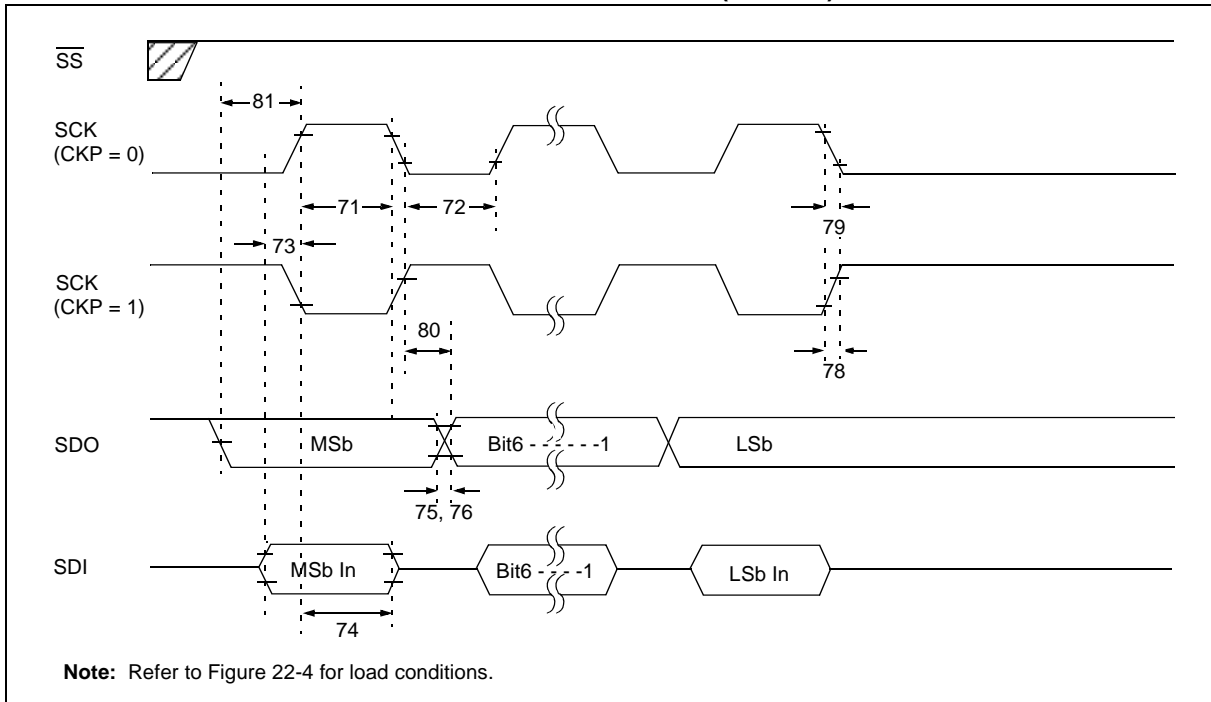 SS
81
SCK
(CKP = 0)
71
72
79
73
SCK
(CKP = 1)
80
78
SDO
MSb
Bit6 - - - - - - -1
LSb
75, 76
SDI
MSb In
Bit6 - - - - -1
LSb In
74
Note: Refer to Figure 22-4 for load conditions.